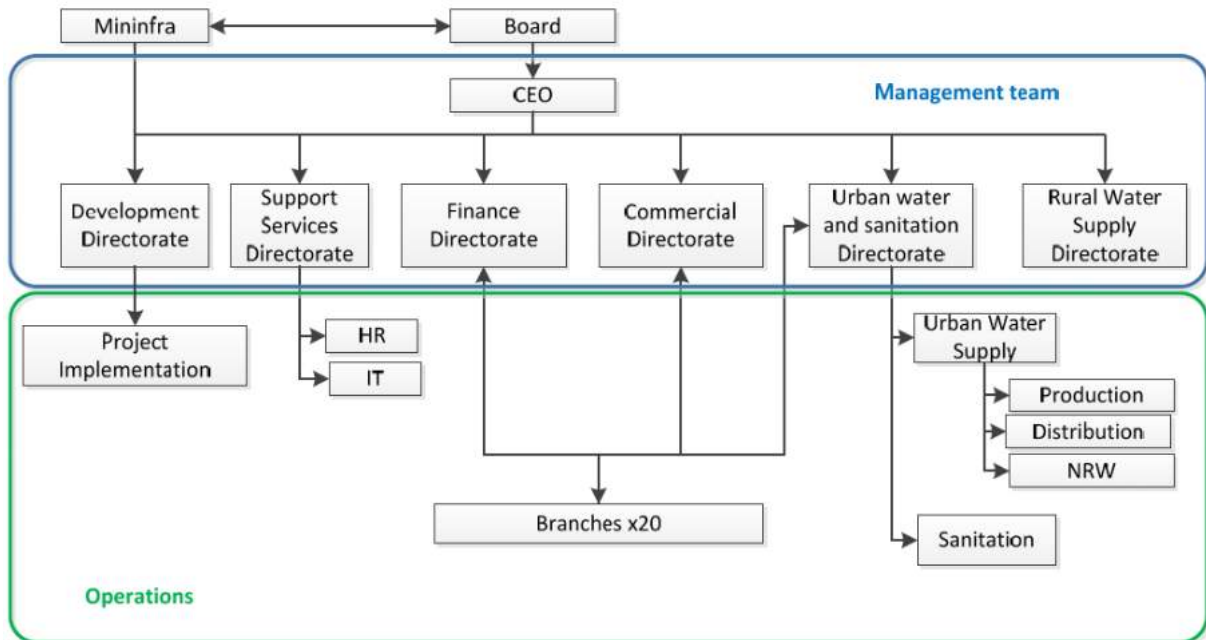 Mininfra
Board
CEO
Management team
Development
Directorate
Support
Services
Directorate
Finance
Directorate
Commercial
Directorate
Urban water
and sanitation
Directorate
Rural Water
Supply
Directorate
Project
Implementation
HR
IT
Urban Water
Supply
Production
Distribution
NRW
Branches x20
Sanitation
Operations